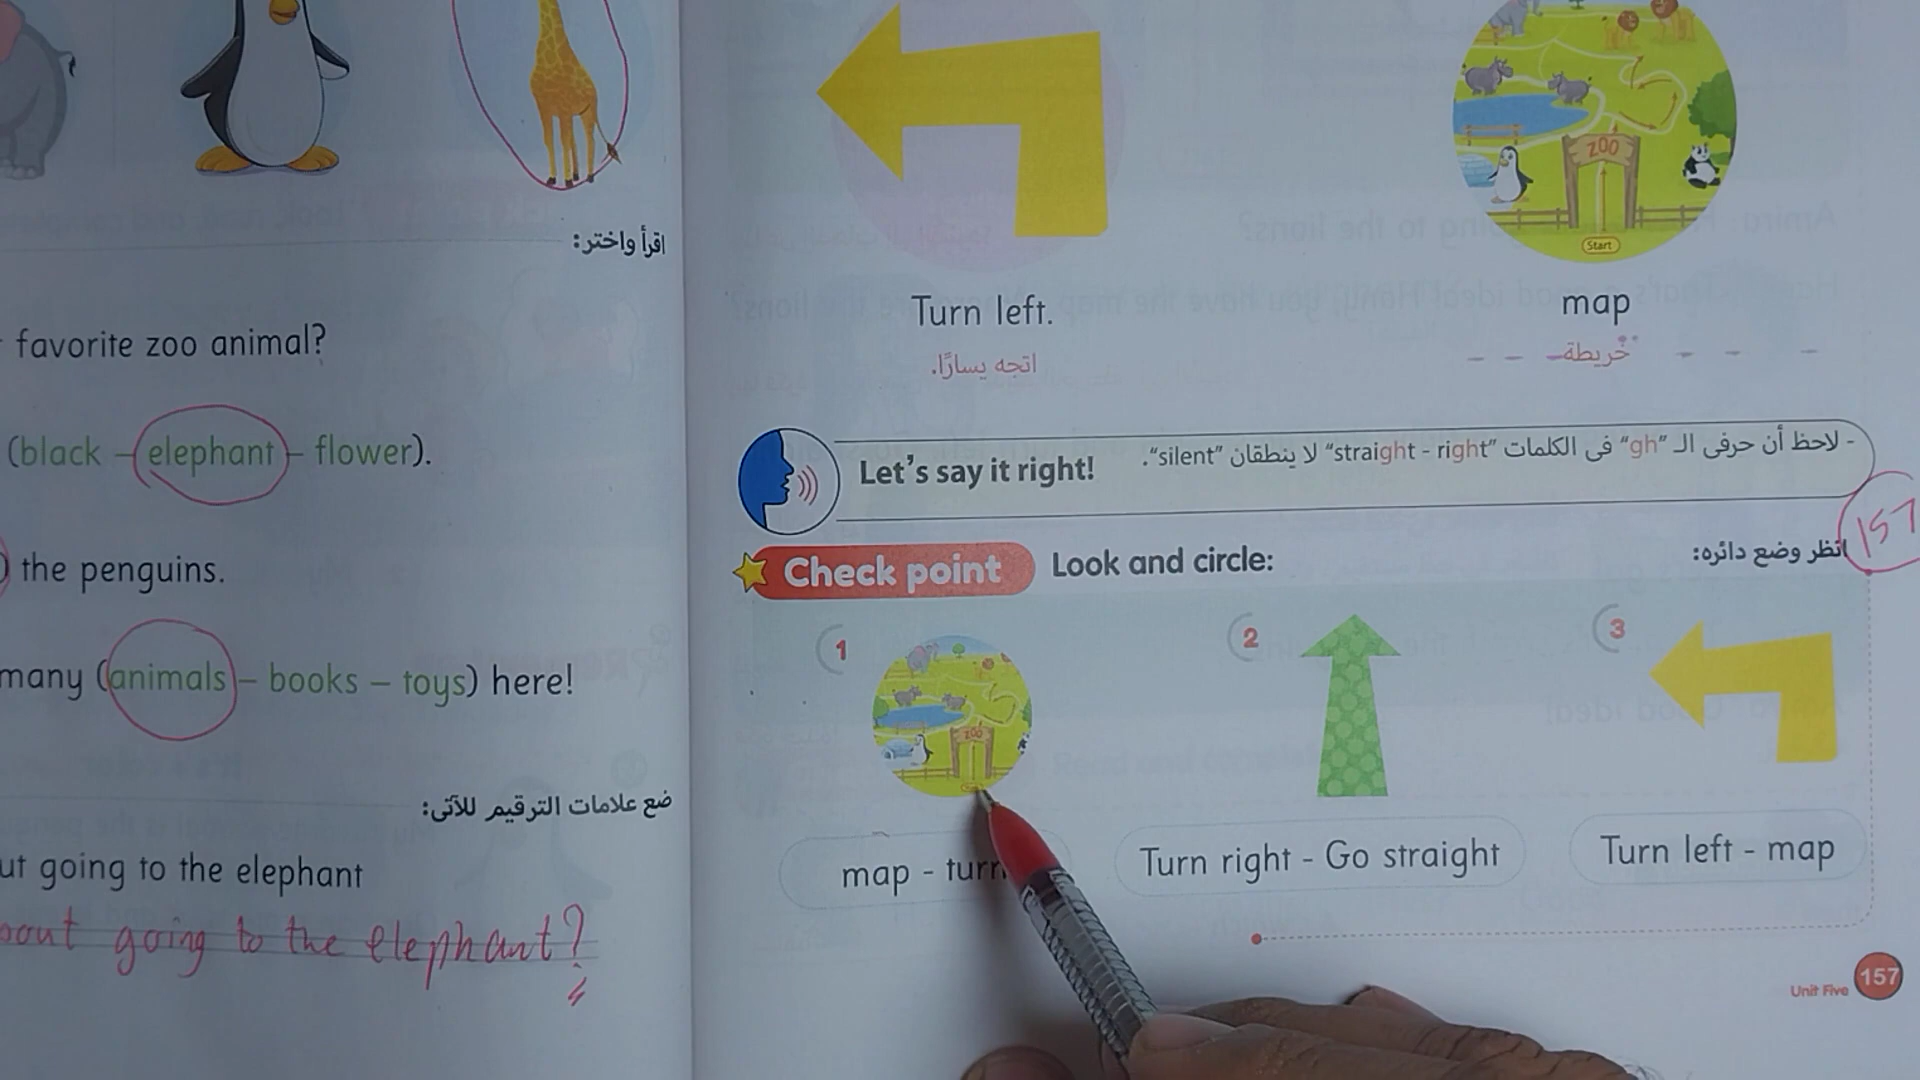 اقرأ واختر:
favorite zoo animal?
(black – elephant – flower).
the penguins.
many (animals – books – toys) here!
ضع علامات الترقيم للآتى:
going to the elephant
going to the elephant?
ZOO
Start
Turn left.
map
اتجه يسارًا.
خريطة
Let's say it right!
- لاحظ أن حرفى الـ "gh" فى الكلمات "straight - right" لا ينطقان "silent".
157
Check point
Look and circle:
انظر وضع دائره:
1
2
3
ZOO
map - turn
Turn right - Go straight
Turn left - map
Unit Five
157